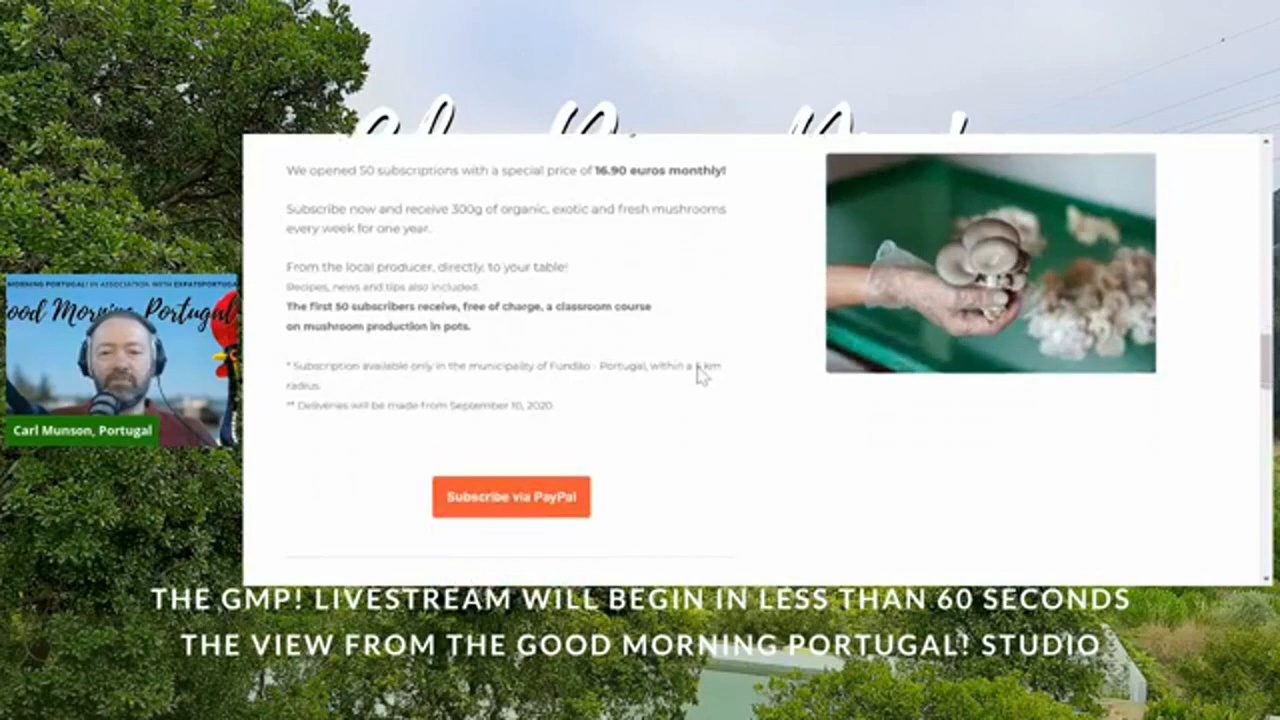 We opened 50 subscriptions with a special price of 16.90 euros monthly!
Subscribe now and receive 300g of organic, exotic and fresh mushrooms
every week for one year.
From the local producer, directly, to your table!
Recipes, news and tips also included.
The first 50 subscribers receive, free of charge, a classroom course
on mushroom production in pots.
* Subscription available only in the municipality of Fundão - Portugal, within a km
radius.
** Deliveries will be made from September 10, 2020
Subscribe via PayPal
MORNING PORTUGAL! IN ASSOCIATION WITH EXPATSPORTUGA
ood Morning Portugal
Carl Munson, Portugal
THE GMP! LIVESTREAM WILL BEGIN IN LESS THAN 60 SECONDS
THE VIEW FROM THE GOOD MORNING PORTUGAL! STUDIO